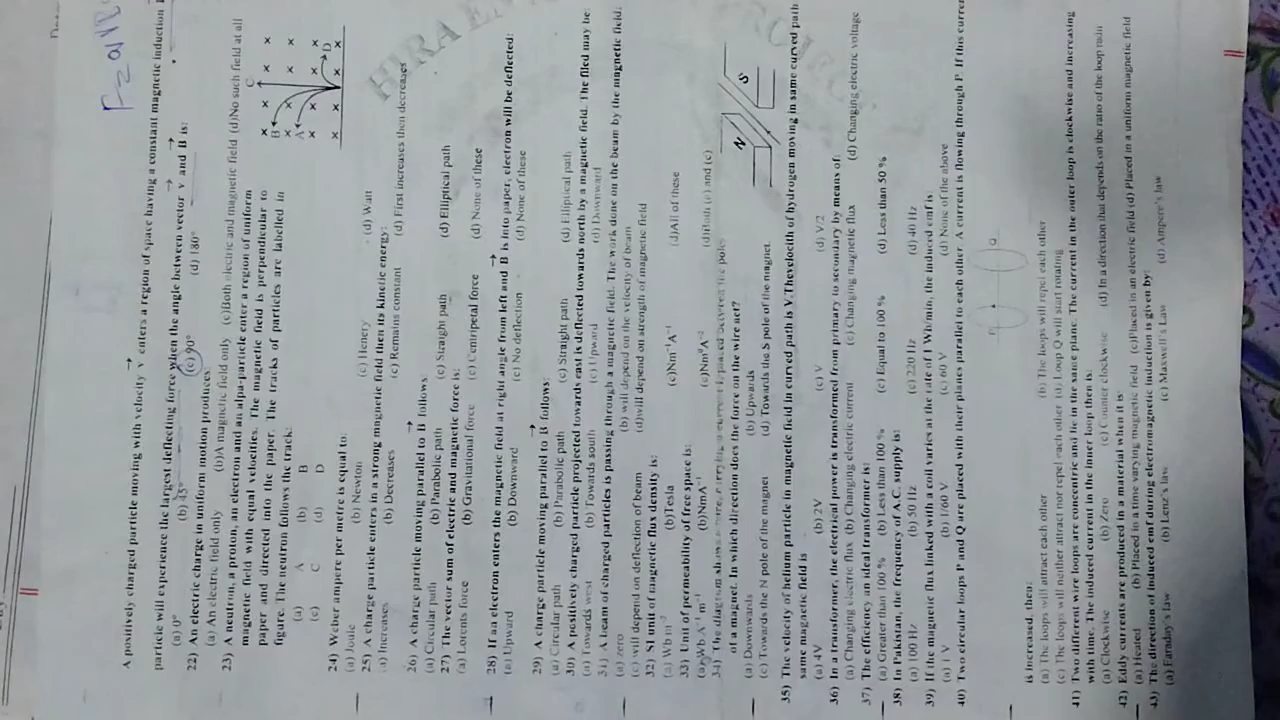 F=qVB
A positively charged particle moving with velocity v enters a region of space having a constant magnetic induction
particle will experience the largest deflecting force when the angle between vector v and B is:
(a) 0° (b) 45° (c) 90° (d) 180°
22) An electric charge in uniform motion produces
(a) An electric field only (b) A magnetic field only (c) Both electric and magnetic field (d) No such field at all
23) A neutron, a proton, an electron and an alpa-particle enter a region of uniform
magnetic field with equal velocities. The magnetic field is perpendicular to
paper and directed into the paper. The tracks of particles are labelled in
figure. The neutron follows the track:
(a) A (b) B
(c) C (d) D
B A C D
24) Weber ampere per metre is equal to:
(a) Joule (b) Newton (c) Henery (d) Watt
25) A charge particle enters in a strong magnetic field then its kinetic energy:
(a) Increases (b) Decreases (c) Remains constant (d) First increases then decreases
26) A charge particle moving parallel to B follows
(a) Circular path (b) Parabolic path (c) Straight path (d) Elliptical path
27) The vector sum of electric and magnetic force is:
(a) Lorents force (b) Gravitational force (c) Centripetal force (d) None of these
28) If aa electron enters the magnetic field at right angle from left and B is into paper, electron will be deflected:
(a) Upward (b) Downward (c) No deflection (d) None of these
29) A charge particle moving parallel to B follows:
(a) Circular path (b) Parabolic path (c) Straight path (d) Elliptical path
30) A positively charged particle projected towards east is deflected towards north by a magnetic field. The filed may be:
(a) Towards west (b) Towards south (c) Upward (d) Downward
31) A beam of charged particles is passing through a magnetic field. The work done on the beam by the magnetic field:
(a) zero (b) will depend on the velocity of beam
(c) will depend on deflection of beam (d) will depend on strength of magnetic field
32) SI unit of magnetic flux density is:
(a) Wb m⁻² (b) Tesla (c) Nm⁻¹A⁻¹ (d) All of these
33) Unit of permeability of free space is:
(a) Wb A⁻¹ m⁻¹ (b) NmA⁻¹ (c) Nm⁰A⁻² (d) Both (a) and (c)
34) The diagram shows a wire, carrying a current placed between the poles
of a magnet. In which direction does the force on the wire act?
(a) Downwards (b) Upwards
(c) Towards the N pole of the magnet (d) Towards the S pole of the magnet.
N S
35) The velocity of helium particle in magnetic field in curved path is V. Thevelocith of hydrogen moving in same curved path
same magnetic field is
(a) 4V (b) 2V (c) V (d) V/2
36) In a transformer, the electrical power is transformed from primary to secondary by means of:
(a) Changing electric flux (b) Changing electric current (c) Changing magnetic flux (d) Changing electric voltage
37) The efficiency an ideal transformer is:
(a) Greater than 100 % (b) Less than 100 % (c) Equal to 100 % (d) Less than 50 %
38) In Pakistan, the frequency of A.C. supply is:
(a) 100 Hz (b) 50 Hz (c) 220 Hz (d) 40 Hz
39) If the magnetic flux linked with a coil varies at the rate of 1 Wb/min, the induced emf is
(a) 1 V (b) 1/60 V (c) 60 V (d) None of the above
40) Two circular loops P and Q are placed with their planes parallel to each other. A current is flowing through P. If this current
P Q
is increased, then:
(a) The loops will attract each other (b) The loops will repel each other
(c) The loops will neither attract nor repel each other (d) Loop Q will start rotating
41) Two different wire loops are concentric and lie in the same plane. The current in the outer loop is clockwise and increasing
with time. The induced current in the inner loop then is:
(a) Clockwise (b) Zero (c) Counter clockwise (d) In a direction that depends on the ratio of the loop radii
42) Eddy currents are produced in a material when it is:
(a) Heated (b) Placed to a time varying magnetic field (c) Placed in an electric field (d) Placed in a uniform magnetic field
43) The direction of induced emf during electromagnetic induction is given by:
(a) Faraday's law (b) Lenz's law (c) Maxwell's law (d) Ampere's law